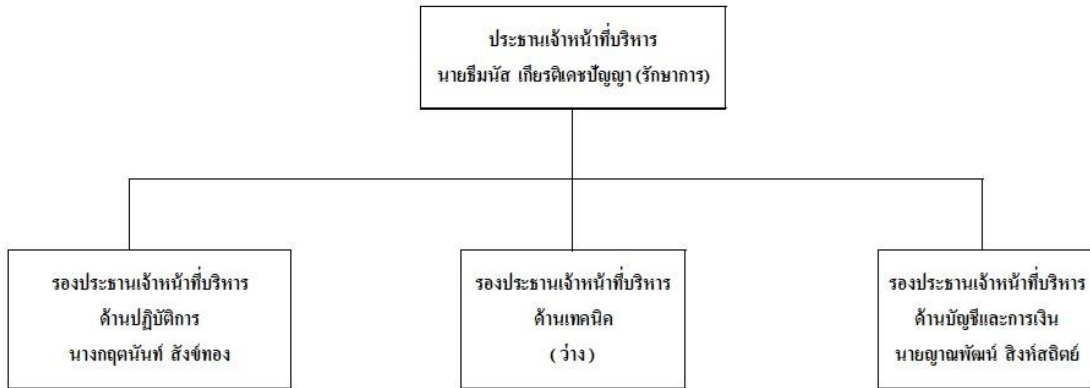 ประธานเจ้าหน้าที่บริหาร
นายธีมนัส เกียรติเดชปัญญา (รักษาการ)
รองประธานเจ้าหน้าที่บริหาร
ด้านปฏิบัติการ
นางกฤตนันท์ สังข์ทอง
รองประธานเจ้าหน้าที่บริหาร
ด้านเทคนิค
( ว่าง )
รองประธานเจ้าหน้าที่บริหาร
ด้านบัญชีและการเงิน
นายญาณพัฒน์ สิงห์สถิตย์